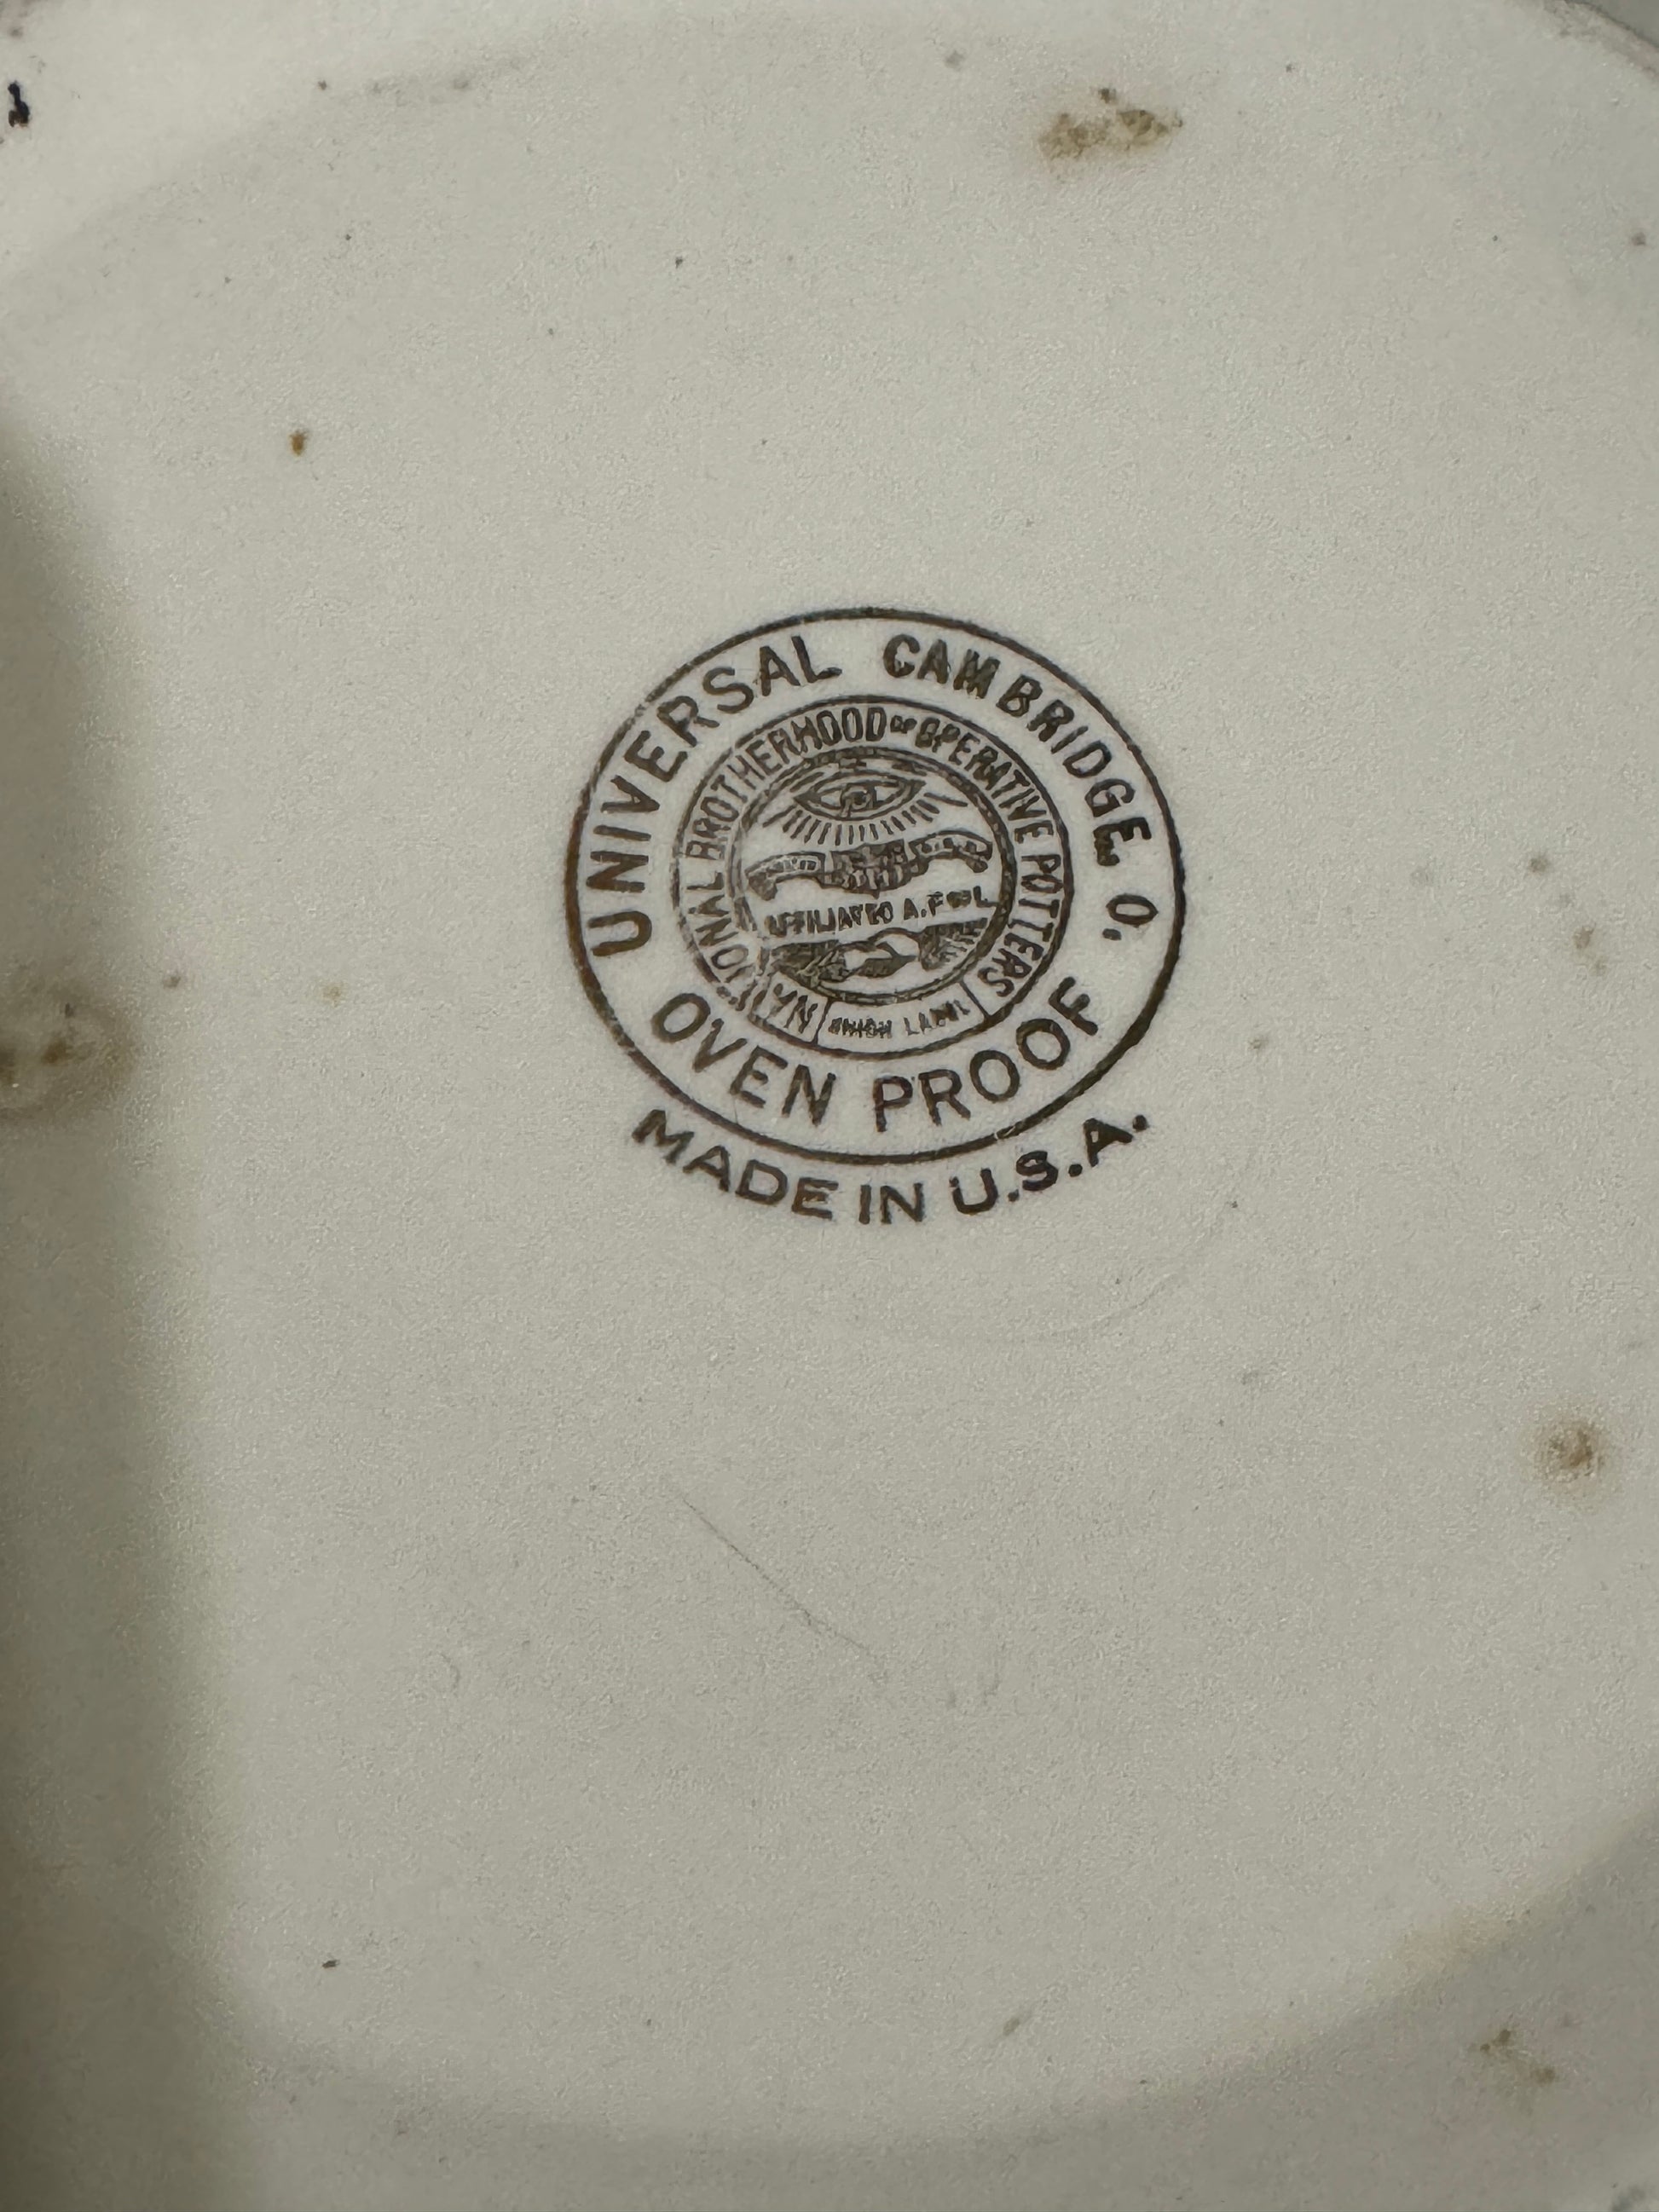 UNIVERSAL CAMBRIDGE, O.
NATIONAL BROTHERHOOD OF OPERATIVE POTTERS
AFFILIATED A. F OF L
UNION LABEL
OVEN PROOF
MADE IN U.S.A.